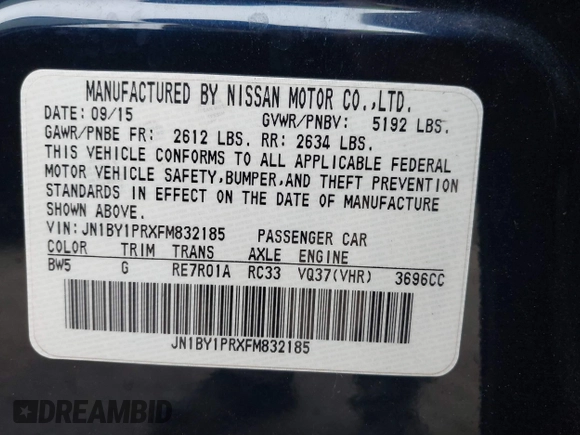 MANUFACTURED BY NISSAN MOTOR CO.,LTD.
DATE: 09/15 GVWR/PNBV: 5192 LBS.
GAWR/PNBE FR: 2612 LBS. RR: 2634 LBS.
THIS VEHICLE CONFORMS TO ALL APPLICABLE FEDERAL
MOTOR VEHICLE SAFETY,BUMPER,AND THEFT PREVENTION
STANDARDS IN EFFECT ON THE DATE OF MANUFACTURE
SHOWN ABOVE.
VIN:JN1BY1PRXFM832185 PASSENGER CAR
COLOR TRIM TRANS AXLE ENGINE
BW5 G RE7R01A RC33 VQ37(VHR) 3696CC
JN1BY1PRXFM832185
DREAMBID